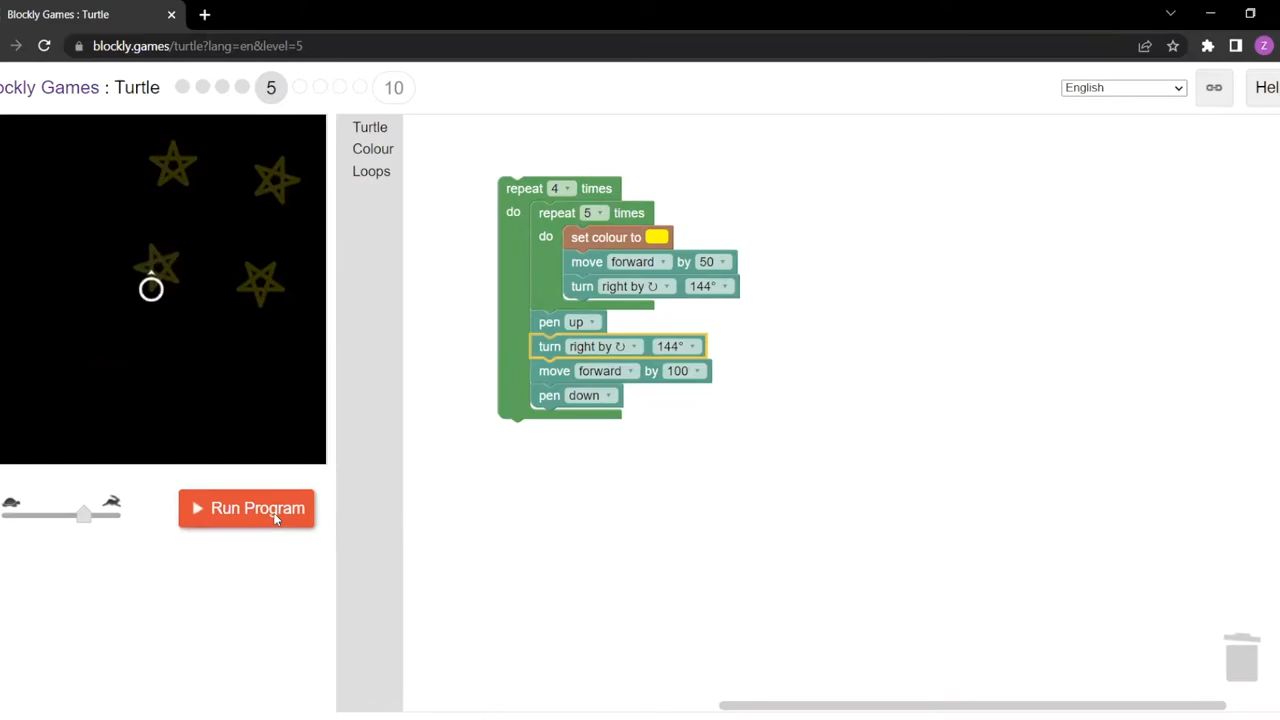 Blockly Games : Turtle
blockly.games/turtle?lang=en&level=5
Z
ockly Games : Turtle
5
10
English
Hel
Turtle
Colour
Loops
repeat 4 times
do
repeat 5 times
do
set colour to
move forward by 50
turn right by ↻ 144°
pen up
turn right by ↻ 144°
move forward by 100
pen down
Run Program